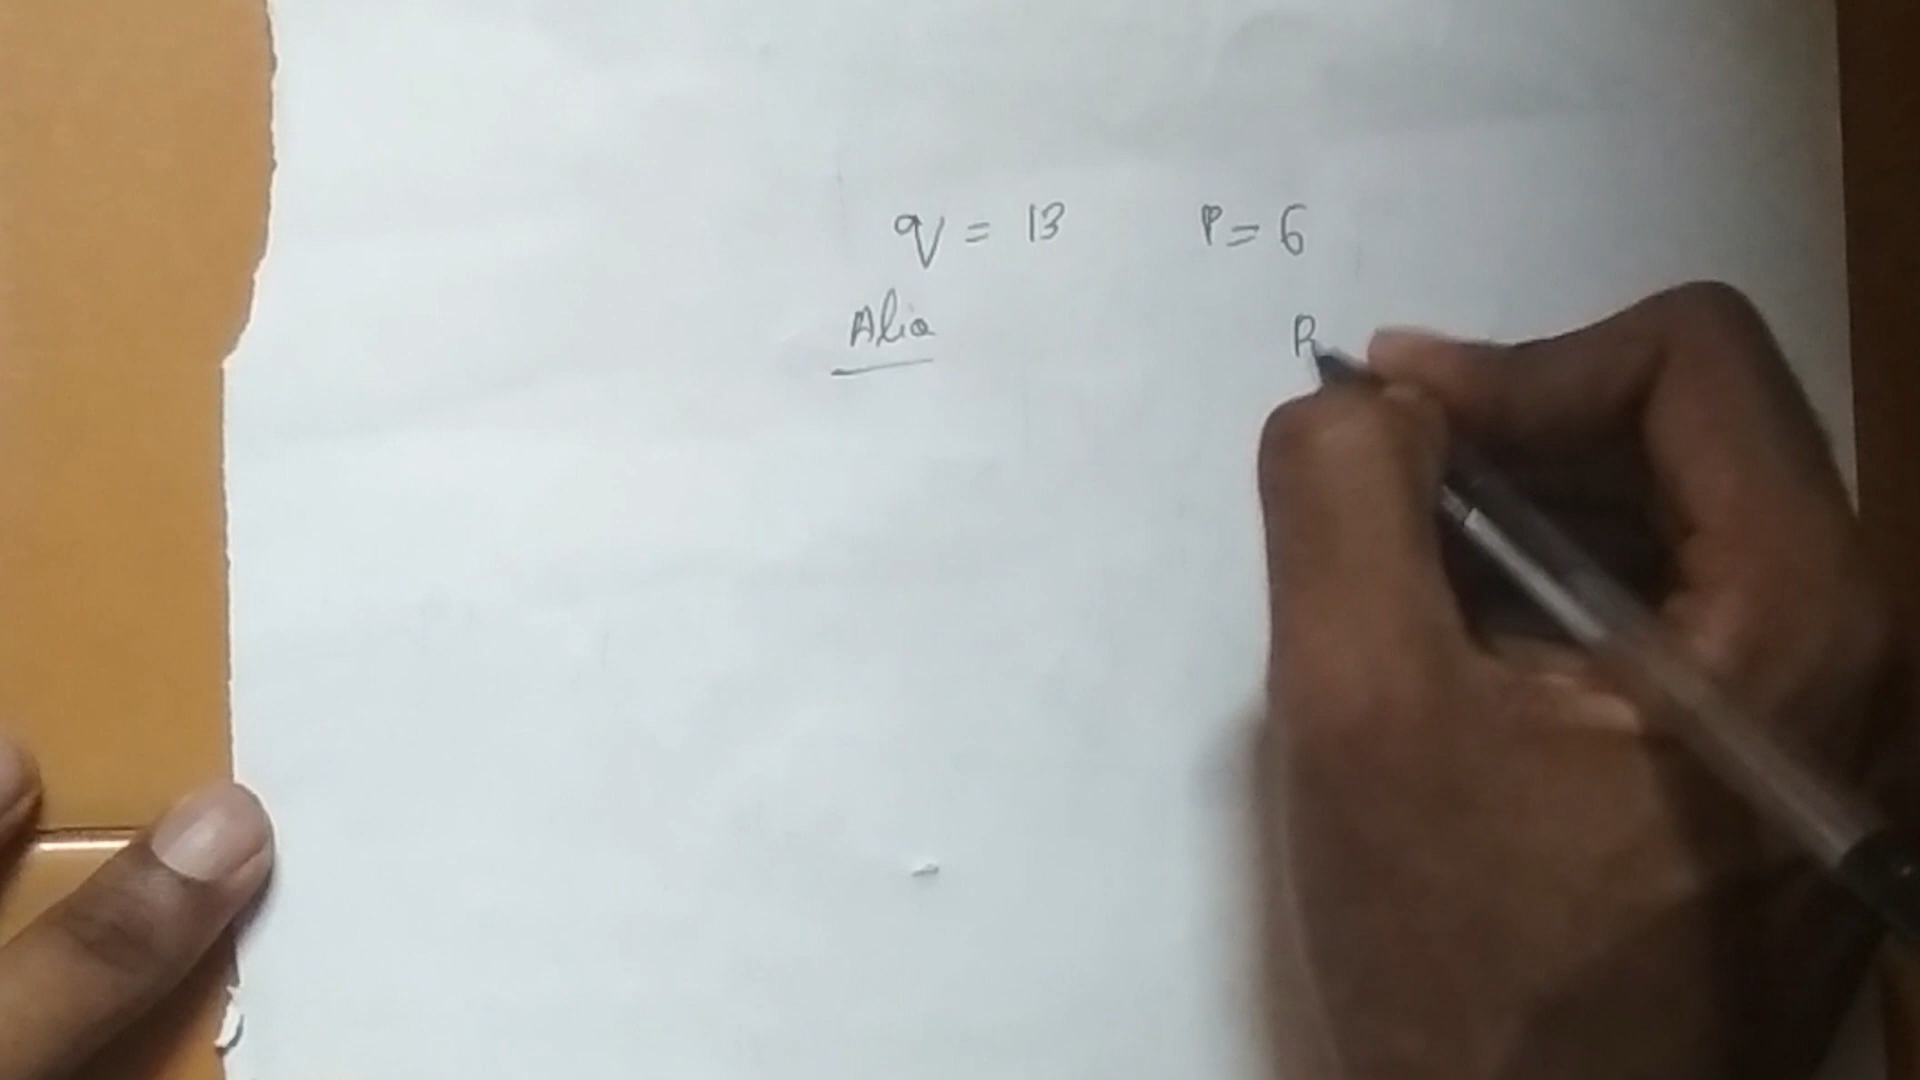 q = 13 P = 6
Alia